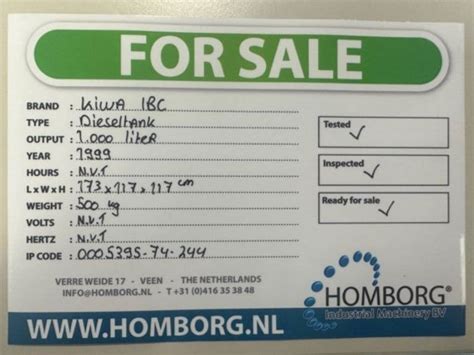 FOR SALE
BRAND : Kiwa IBC
TYPE : Dieseltank
OUTPUT : 1.000 liter
YEAR : 1999
HOURS : N.V.T
L x W x H : 173 x 117 x 117 cm
WEIGHT : 500 kg
VOLTS : N.V.T
HERTZ : N.V.T
IP CODE : 0005395-74-244
Tested ✓
Inspected ✓
Ready for sale ✓
VERRE WEIDE 17 - VEEN - THE NETHERLANDS
INFO@HOMBORG.NL - T +31 (0)416 35 38 48
HOMBORG®
Industrial Machinery BV
WWW.HOMBORG.NL